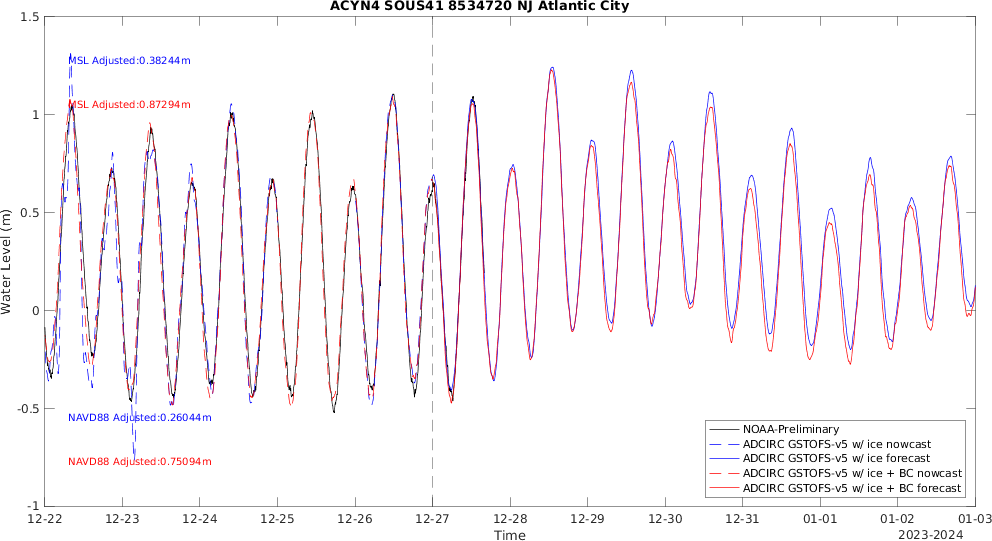 ACYN4 SOUS41 8534720 NJ Atlantic City
1.5
MSL Adjusted:0.38244m
MSL Adjusted:0.87294m
1
0.5
Water Level (m)
0
-0.5
NAVD88 Adjusted:0.26044m
NAVD88 Adjusted:0.75094m
-1
NOAA-Preliminary
ADCIRC GSTOFS-v5 w/ ice nowcast
ADCIRC GSTOFS-v5 w/ ice forecast
ADCIRC GSTOFS-v5 w/ ice + BC nowcast
ADCIRC GSTOFS-v5 w/ ice + BC forecast
12-22 12-23 12-24 12-25 12-26 12-27 12-28 12-29 12-30 12-31 01-01 01-02 01-03
Time
2023-2024